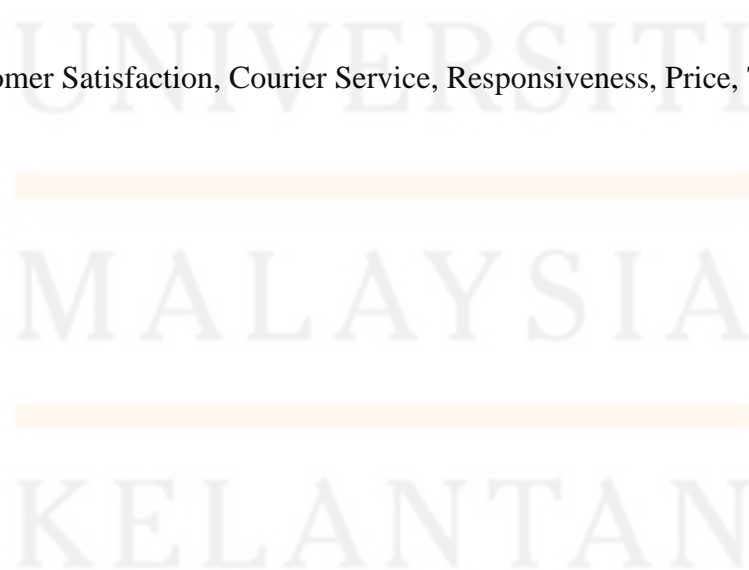 UNIVERSITI
omer Satisfaction, Courier Service, Responsiveness, Price,
MALAYSIA
KELANTAN